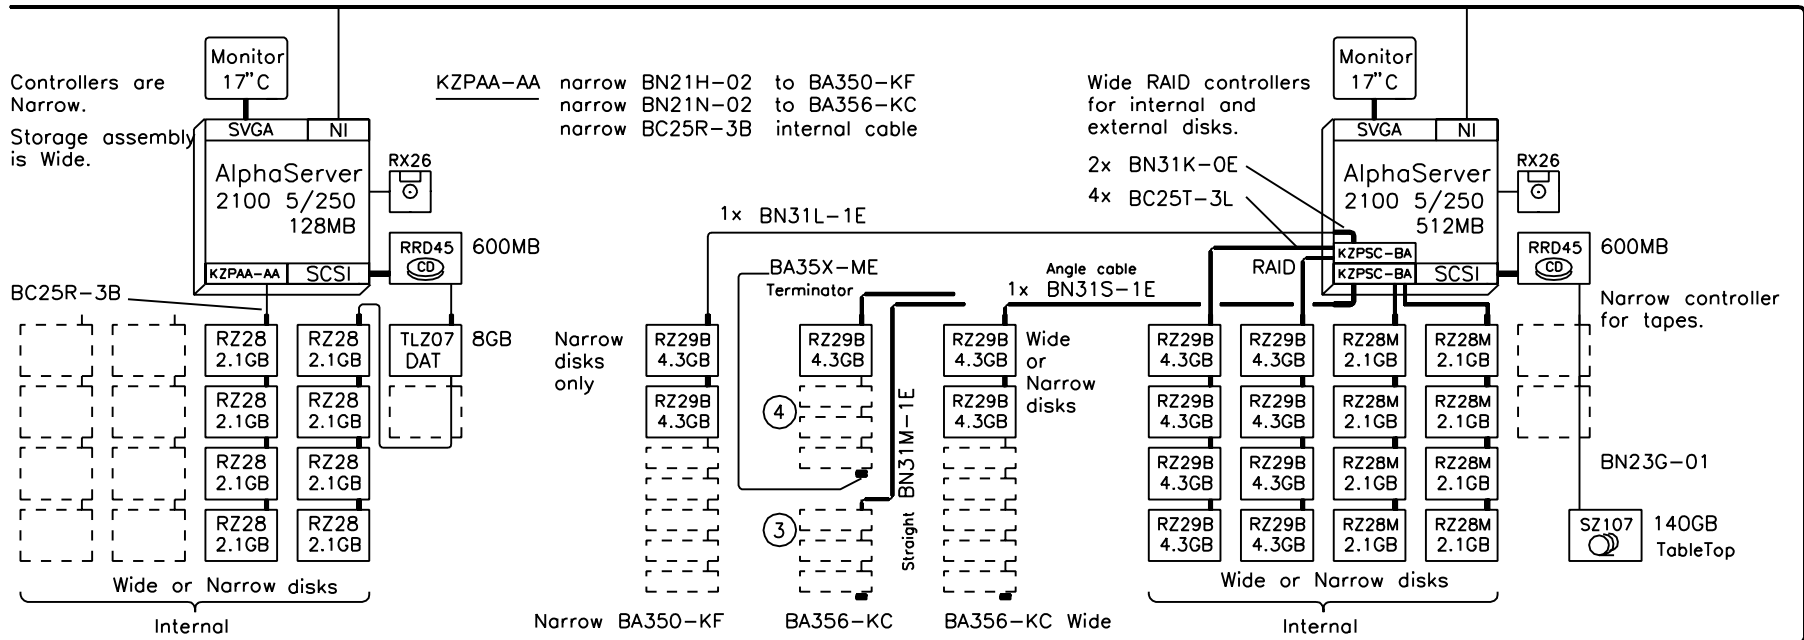 Monitor
17"C
Controllers are
Narrow.
Storage assembly
is Wide.
SVGA
NI
AlphaServer
2100 5/250
128MB
KZPAA-AA
SCSI
RX26
RRD45
CD
600MB
BC25R-3B
TLZ07
DAT
8GB
RZ28
2.1GB
RZ28
2.1GB
RZ28
2.1GB
RZ28
2.1GB
RZ28
2.1GB
RZ28
2.1GB
RZ28
2.1GB
RZ28
2.1GB
Wide or Narrow disks
Internal
KZPAA-AA narrow BN21H-02 to BA350-KF
narrow BN21N-02 to BA356-KC
narrow BC25R-3B internal cable
1x BN31L-1E
BA35X-ME
Terminator
Angle cable
1x BN31S-1E
Narrow
disks
only
RZ29B
4.3GB
RZ29B
4.3GB
RZ29B
4.3GB
4
3
Straight BN31M-1E
RZ29B
4.3GB
RZ29B
4.3GB
Wide
or
Narrow
disks
Narrow BA350-KF
BA356-KC
BA356-KC Wide
Wide RAID controllers
for internal and
external disks.
2x BN31K-0E
4x BC25T-3L
Monitor
17"C
SVGA
NI
AlphaServer
2100 5/250
512MB
KZPSC-BA
RAID
KZPSC-BA
SCSI
RX26
RRD45
CD
600MB
Narrow controller
for tapes.
RZ29B
4.3GB
RZ29B
4.3GB
RZ28M
2.1GB
RZ28M
2.1GB
RZ29B
4.3GB
RZ29B
4.3GB
RZ28M
2.1GB
RZ28M
2.1GB
RZ29B
4.3GB
RZ29B
4.3GB
RZ28M
2.1GB
RZ28M
2.1GB
RZ29B
4.3GB
RZ29B
4.3GB
RZ28M
2.1GB
RZ28M
2.1GB
BN23G-01
SZ107
140GB
TableTop
Wide or Narrow disks
Internal